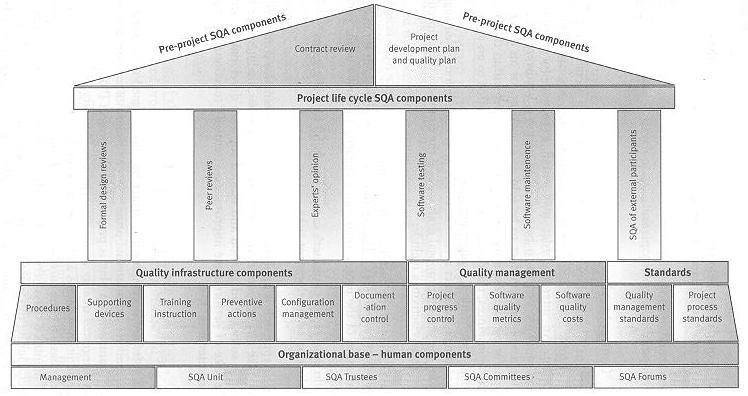 Pre-project SQA components
Pre-project SQA components
Contract review
Project
development plan
and quality plan
Project life cycle SQA components
Formal design reviews
Peer reviews
Experts' opinion
Software testing
Software maintenence
SQA of external participants
Quality infrastructure components
Quality management
Standards
Procedures
Supporting
devices
Training
instruction
Preventive
actions
Configuration
management
Document
-ation
control
Project
progress
control
Software
quality
metrics
Software
quality
costs
Quality
management
standards
Project
process
standards
Organizational base – human components
Management
SQA Unit
SQA Trustees
SQA Committees
SQA Forums